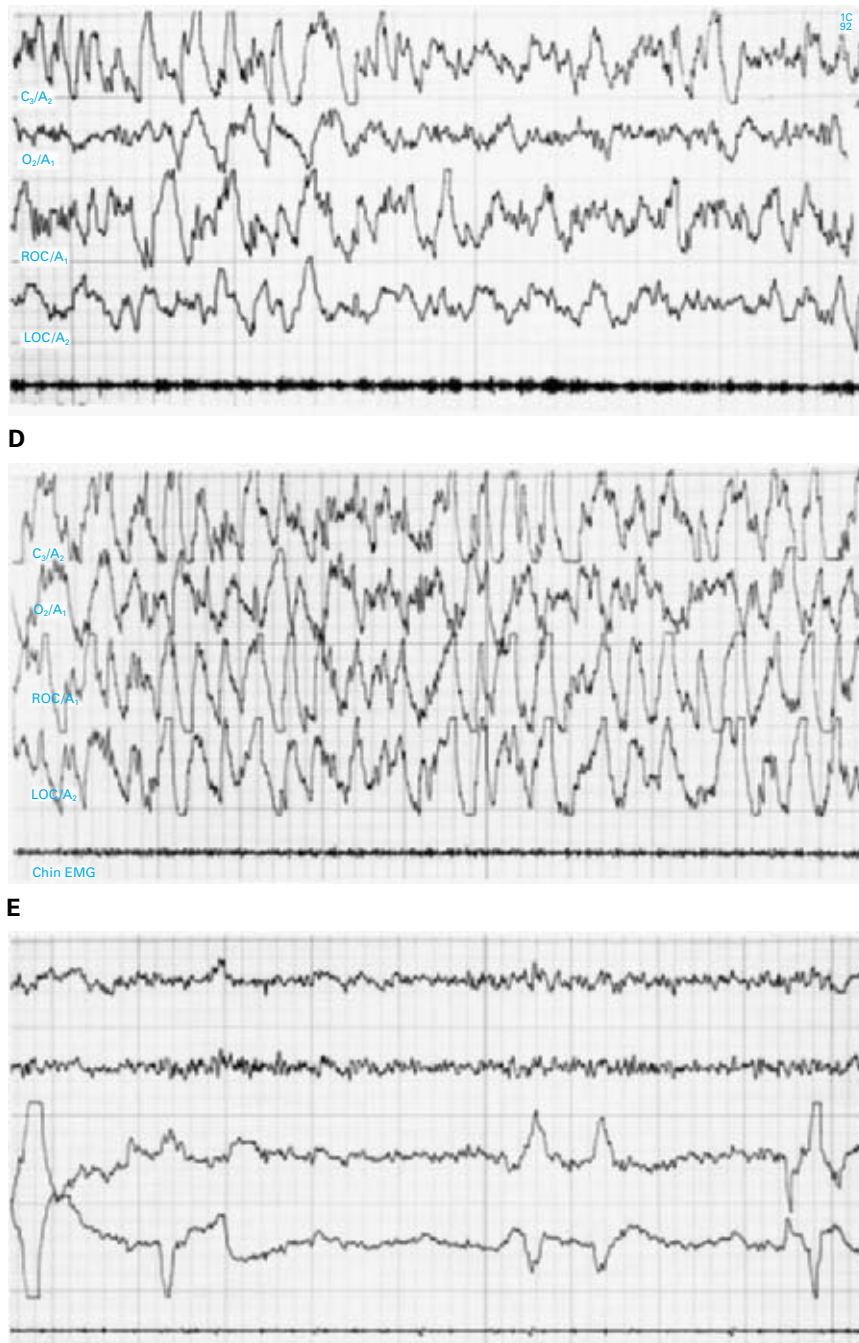 1C
92
C₃/A₂
O₂/A₁
ROC/A₁
LOC/A₂
D
C₃/A₂
O₂/A₁
ROC/A₁
LOC/A₂
Chin EMG
E